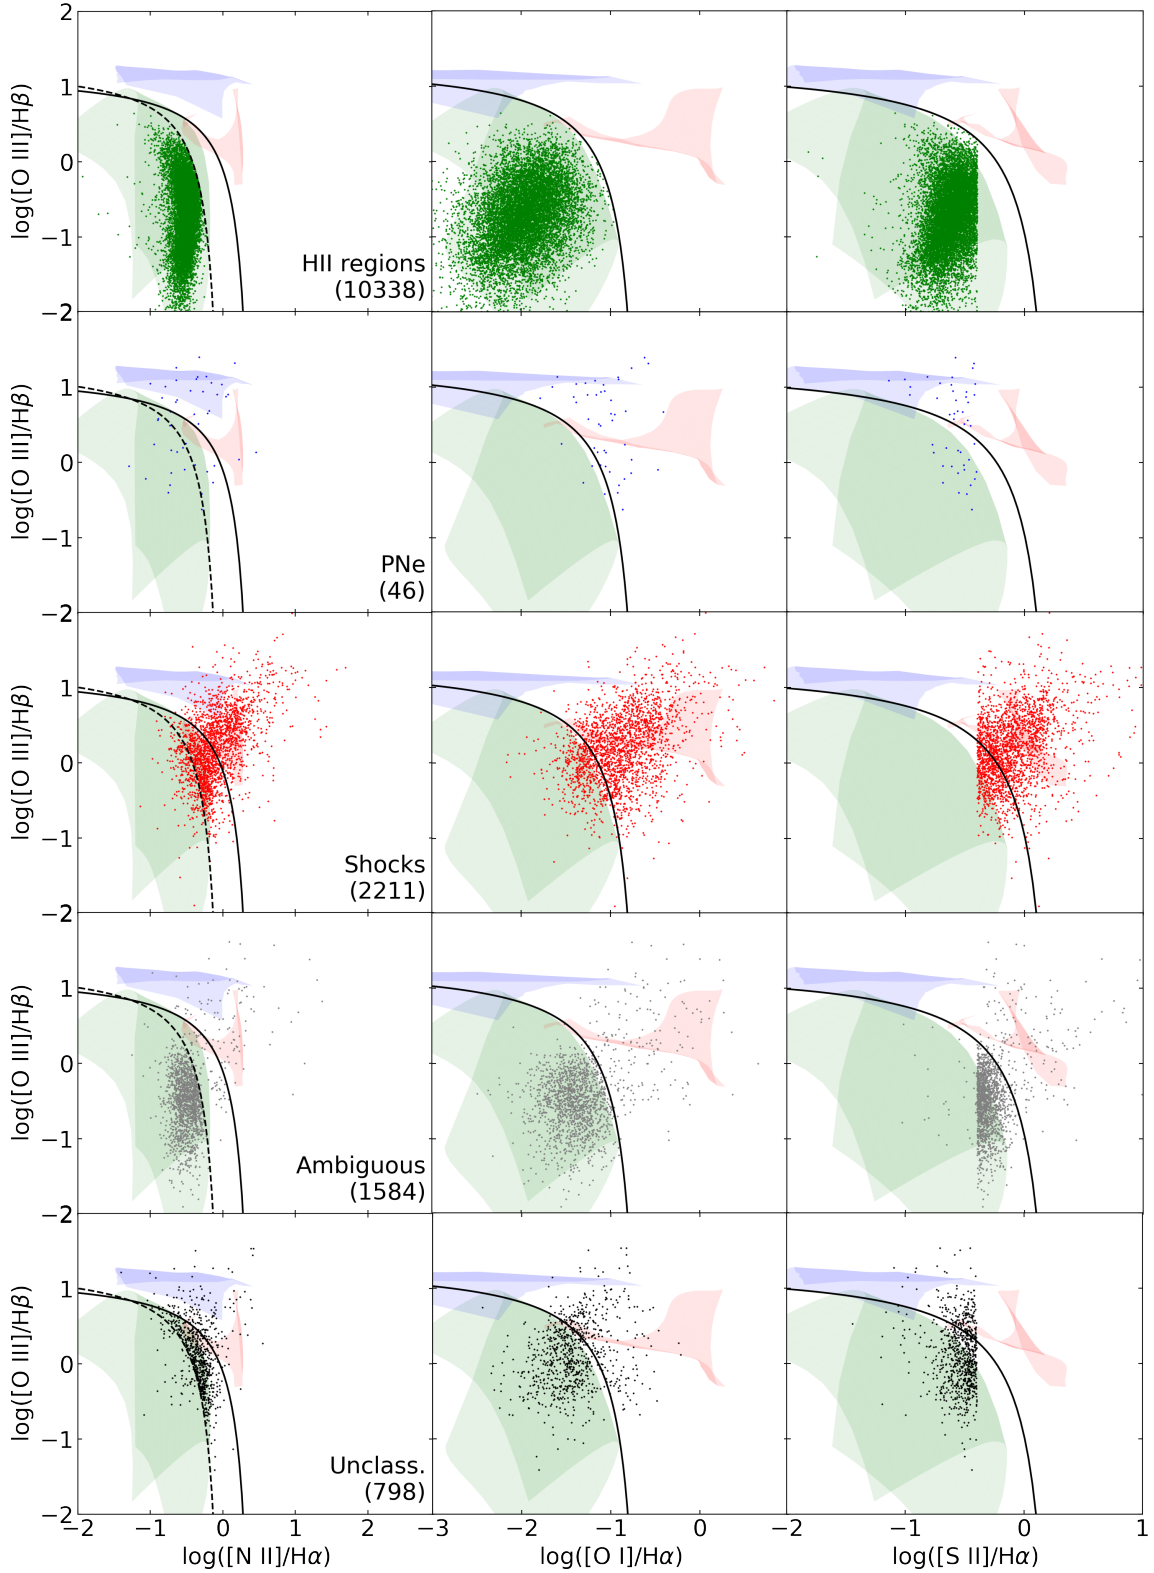 2
1
0
−1
−2
log([O III]/Hβ)
HII regions
(10338)
1
0
−1
−2
log([O III]/Hβ)
PNe
(46)
1
0
−1
−2
log([O III]/Hβ)
Shocks
(2211)
1
0
−1
−2
log([O III]/Hβ)
Ambiguous
(1584)
2
1
0
−1
−2
log([O III]/Hβ)
Unclass.
(798)
−2 −1 0 1 2
−3 −2 −1 0
−1 0 1
log([N II]/Hα)
log([O I]/Hα)
log([S II]/Hα)